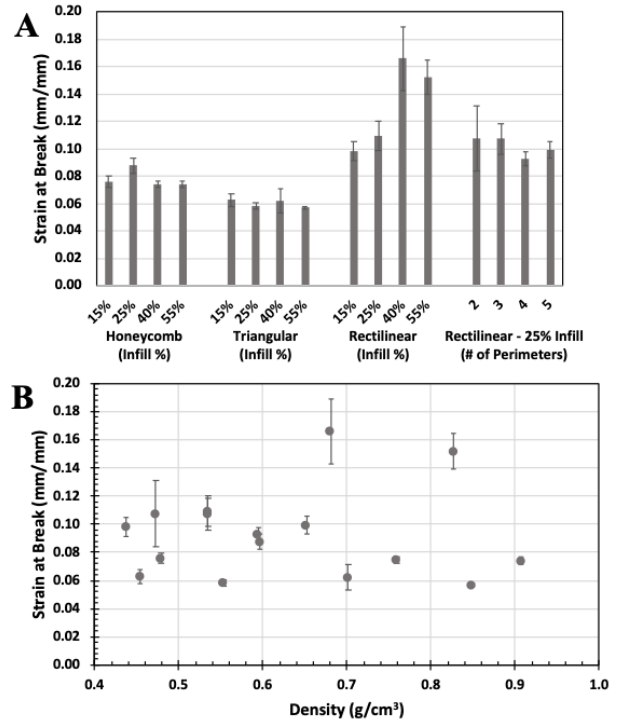 A
Strain at Break (mm/mm)
0.20
0.18
0.16
0.14
0.12
0.10
0.08
0.06
0.04
0.02
0.00
15% 25% 40% 55% 15% 25% 40% 55% 15% 25% 40% 55% 2 3 4 5
Honeycomb Triangular Rectilinear Rectilinear - 25% Infill
(Infill %) (Infill %) (Infill %) (# of Perimeters)
B
Strain at Break (mm/mm)
0.20
0.18
0.16
0.14
0.12
0.10
0.08
0.06
0.04
0.02
0.00
0.4 0.5 0.6 0.7 0.8 0.9 1.0
Density (g/cm³)